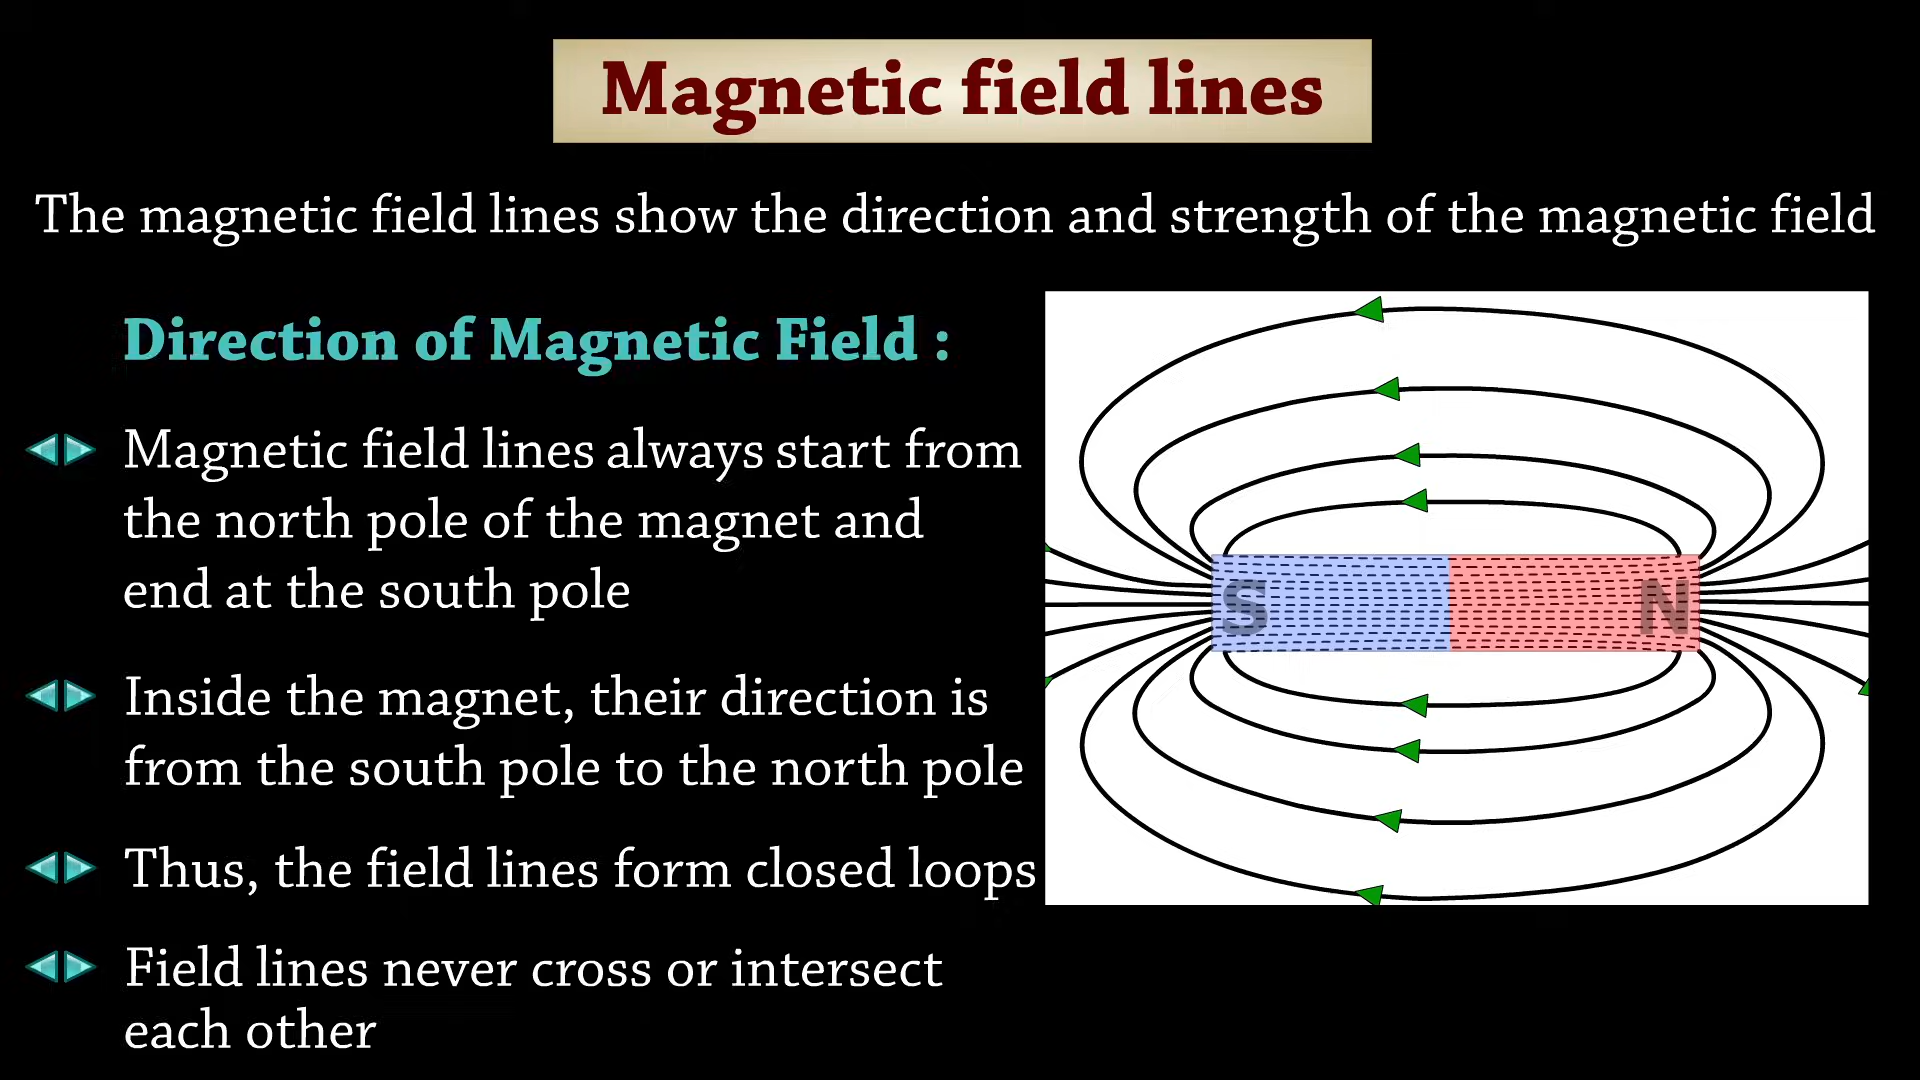 Magnetic field lines
The magnetic field lines show the direction and strength of the magnetic field
Direction of Magnetic Field :
Magnetic field lines always start from
the north pole of the magnet and
end at the south pole
Inside the magnet, their direction is
from the south pole to the north pole
Thus, the field lines form closed loops
Field lines never cross or intersect
each other
S N